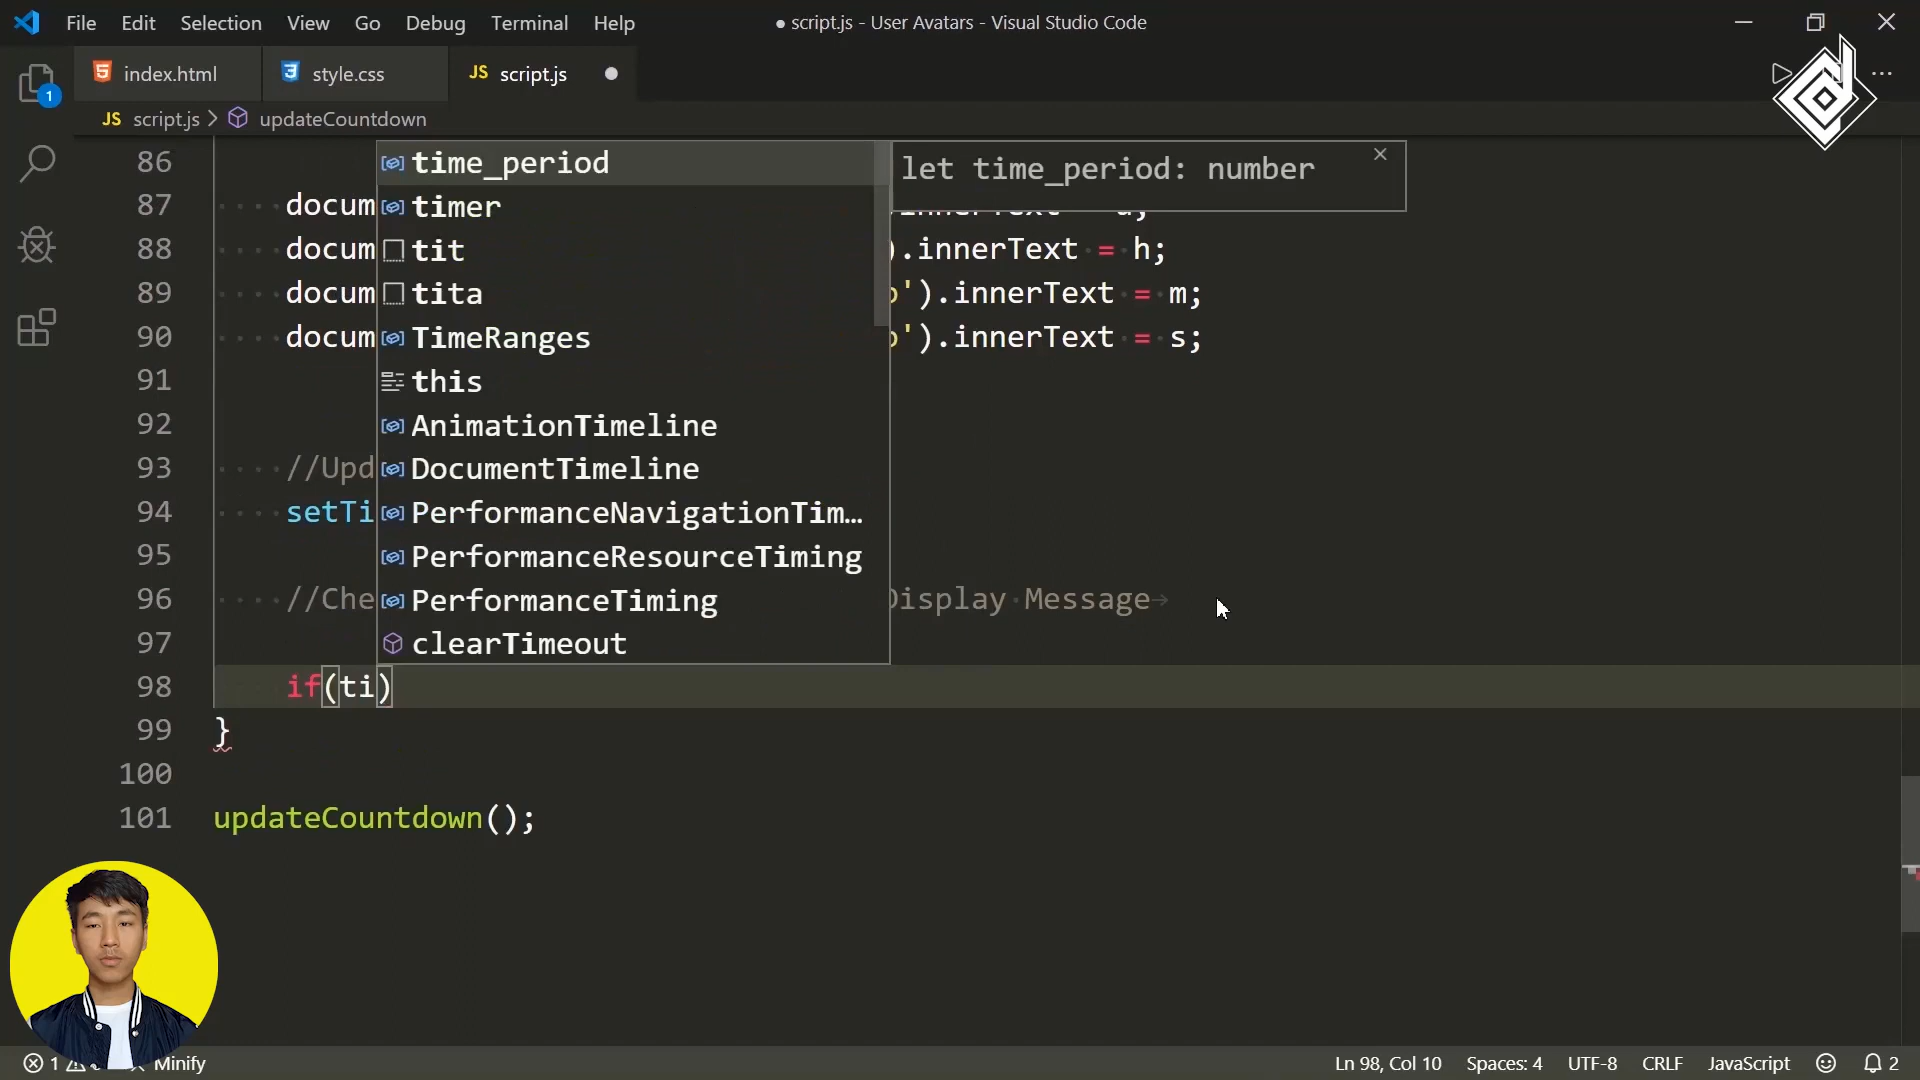 File Edit Selection View Go Debug Terminal Help ● script.js - User Avatars - Visual Studio Code
index.html style.css JS script.js
1
JS script.js > updateCountdown
86 time_period let time_period: number
87 docum timer
88 docum tit ).innerText = h;
89 docum tita ').innerText = m;
90 docum TimeRanges ').innerText = s;
91 this
92 AnimationTimeline
93 //Upd DocumentTimeline
94 setTi PerformanceNavigationTim…
95 PerformanceResourceTiming
96 //Che PerformanceTiming Display Message
97 clearTimeout
98 if(ti)
99 }
100
101 updateCountdown();
1 Minify Ln 98, Col 10 Spaces: 4 UTF-8 CRLF JavaScript 2